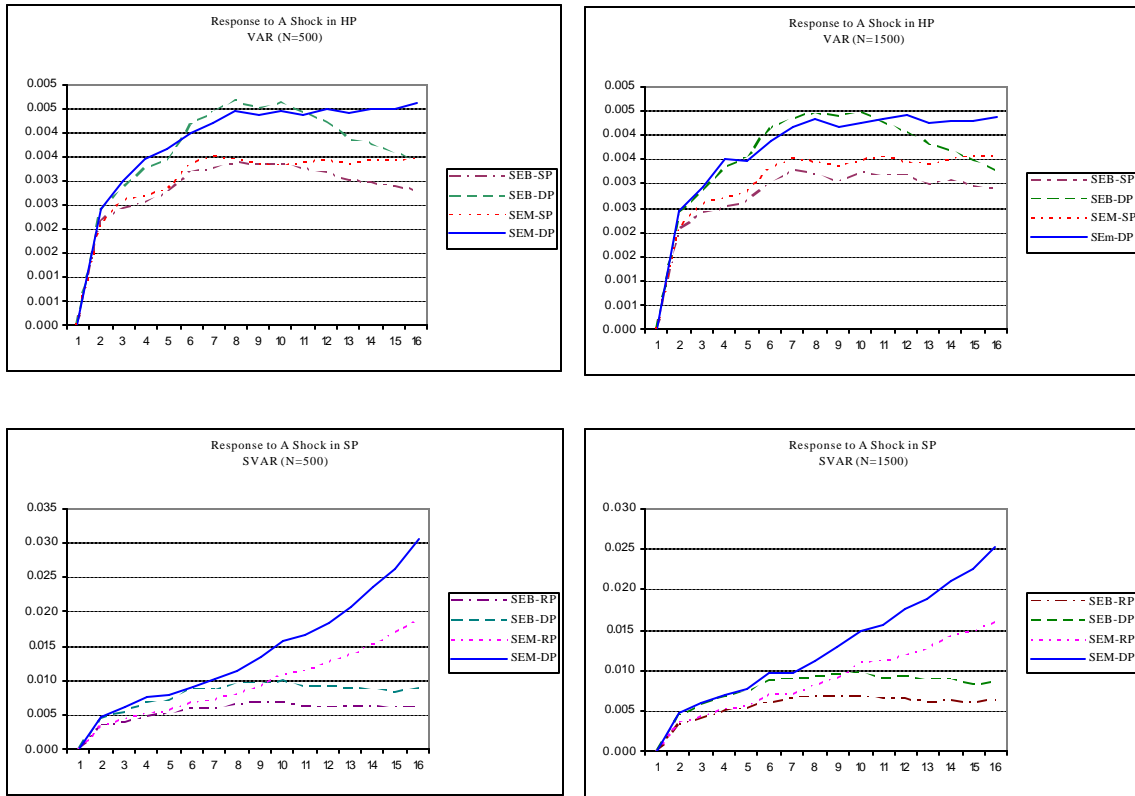 Response to A Shock in HP
VAR (N=500)
0.005
0.005
0.004
0.004
0.003
0.003
0.002
0.002
0.001
0.001
0.000
1 2 3 4 5 6 7 8 9 10 11 12 13 14 15 16
SEB-SP
SEB-DP
SEM-SP
SEM-DP
Response to A Shock in HP
VAR (N=1500)
0.005
0.005
0.004
0.004
0.003
0.003
0.002
0.002
0.001
0.001
0.000
1 2 3 4 5 6 7 8 9 10 11 12 13 14 15 16
SEB-SP
SEB-DP
SEM-SP
SEm-DP
Response to A Shock in SP
SVAR (N=500)
0.035
0.030
0.025
0.020
0.015
0.010
0.005
0.000
1 2 3 4 5 6 7 8 9 10 11 12 13 14 15 16
SEB-RP
SEB-DP
SEM-RP
SEM-DP
Response to A Shock in SP
SVAR (N=1500)
0.030
0.025
0.020
0.015
0.010
0.005
0.000
1 2 3 4 5 6 7 8 9 10 11 12 13 14 15 16
SEB-RP
SEB-DP
SEM-RP
SEM-DP